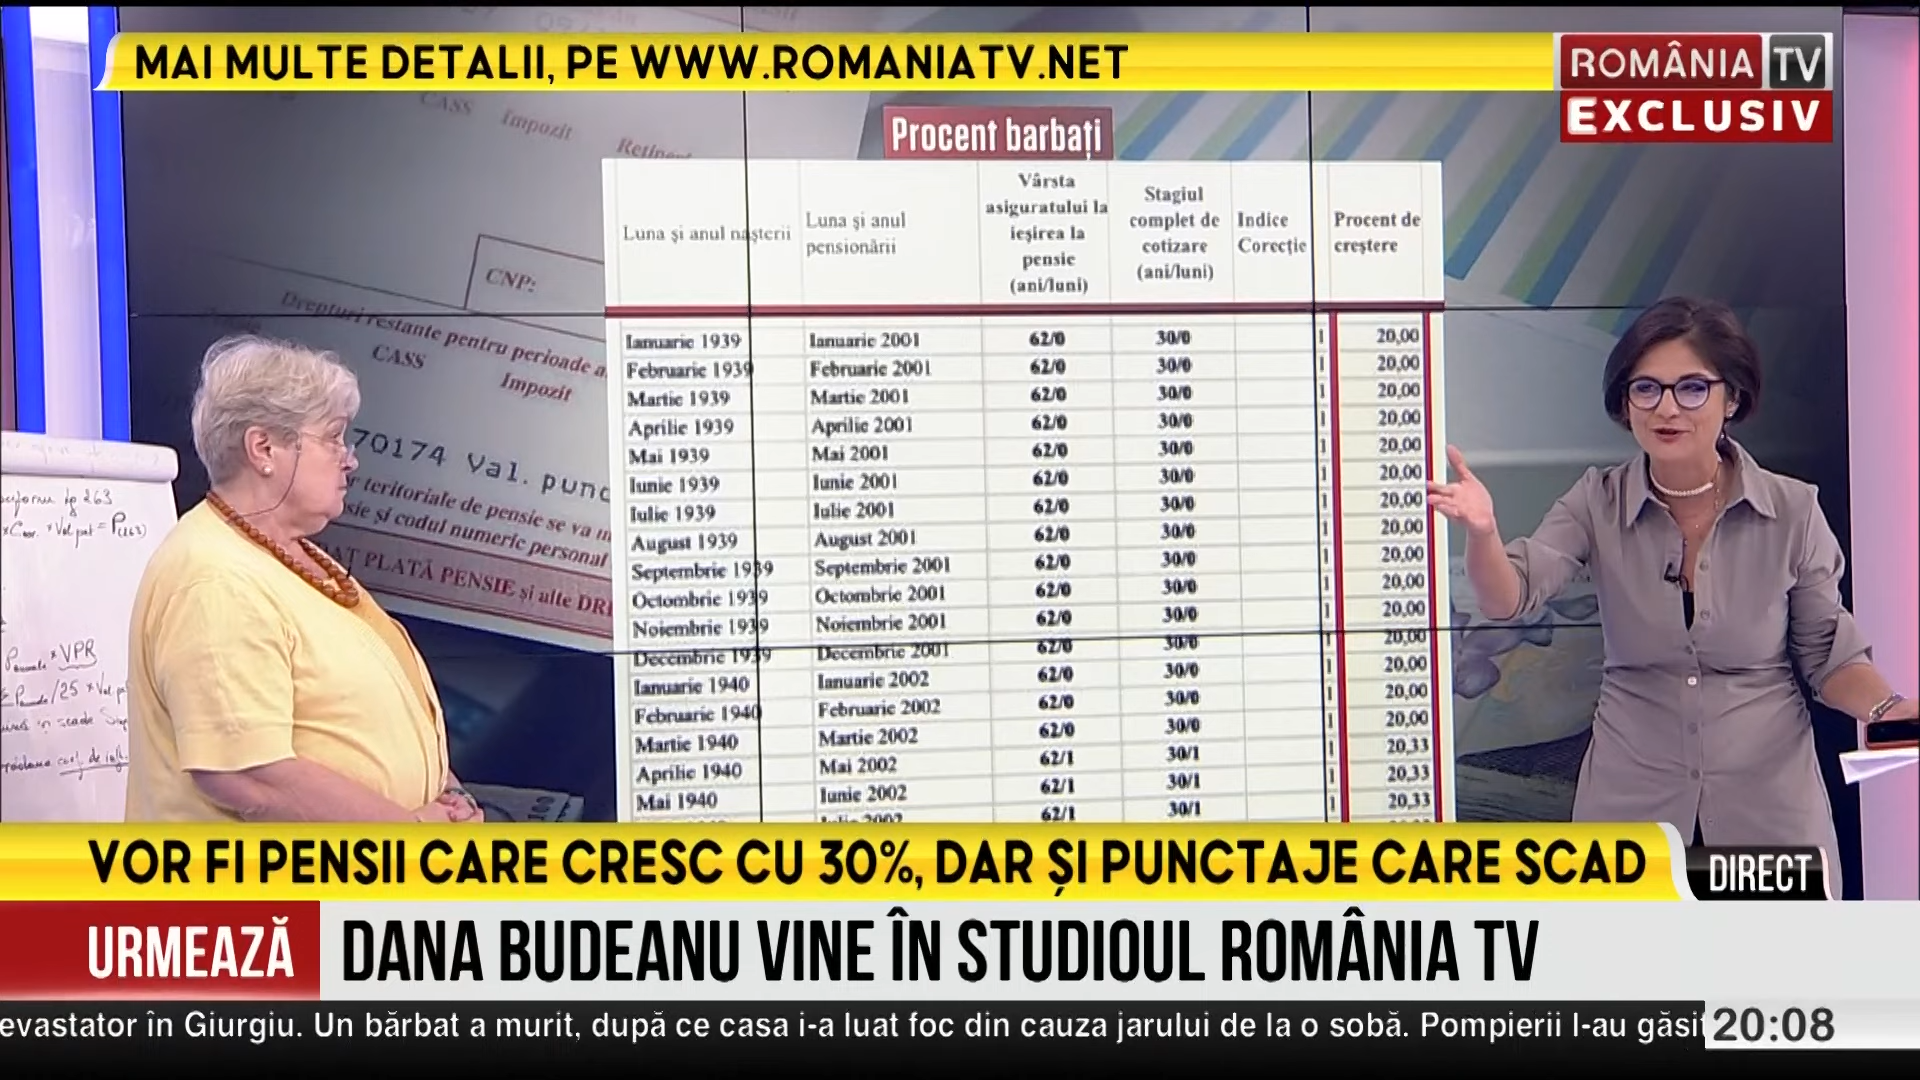 MAI MULTE DETALII, PE WWW.ROMANIATV.NET
ROMÂNIA TV
EXCLUSIV
Procent barbați
CASS Impozit
CNP:
Drepturi restante pentru perioade a
CASS Impozit
70174 Val. punc
r teritoriale de pensie se va
sie și codul numeric personal
PLATĂ PENSIE și alte DRE
Luna și anul nașterii Luna și anul pensionării Vârsta asiguratului la ieșirea la pensie (ani/luni) Stagiul complet de cotizare (ani/luni) Indice Corecție Procent de creștere
Ianuarie 1939 Ianuarie 2001 62/0 30/0 1 20,00
Februarie 1939 Februarie 2001 62/0 30/0 1 20,00
Martie 1939 Martie 2001 62/0 30/0 1 20,00
Aprilie 1939 Aprilie 2001 62/0 30/0 1 20,00
Mai 1939 Mai 2001 62/0 30/0 1 20,00
Iunie 1939 Iunie 2001 62/0 30/0 1 20,00
Iulie 1939 Iulie 2001 62/0 30/0 1 20,00
August 1939 August 2001 62/0 30/0 1 20,00
Septembrie 1939 Septembrie 2001 62/0 30/0 1 20,00
Octombrie 1939 Octombrie 2001 62/0 30/0 1 20,00
Noiembrie 1939 Noiembrie 2001 62/0 30/0 1 20,00
Decembrie 1939 Decembrie 2001 62/0 30/0 1 20,00
Ianuarie 1940 Ianuarie 2002 62/0 30/0 1 20,00
Februarie 1940 Februarie 2002 62/0 30/0 1 20,00
Martie 1940 Martie 2002 62/0 30/0 1 20,00
Aprilie 1940 Mai 2002 62/1 30/1 1 20,33
Mai 1940 Iunie 2002 62/1 30/1 1 20,33
Iulie 2002 62/1 30/1 1 20,33
VOR FI PENSII CARE CRESC CU 30%, DAR ȘI PUNCTAJE CARE SCAD
DIRECT
URMEAZĂ DANA BUDEANU VINE ÎN STUDIOUL ROMÂNIA TV
evastator în Giurgiu. Un bărbat a murit, după ce casa i-a luat foc din cauza jarului de la o sobă. Pompierii l-au găsit
20:08